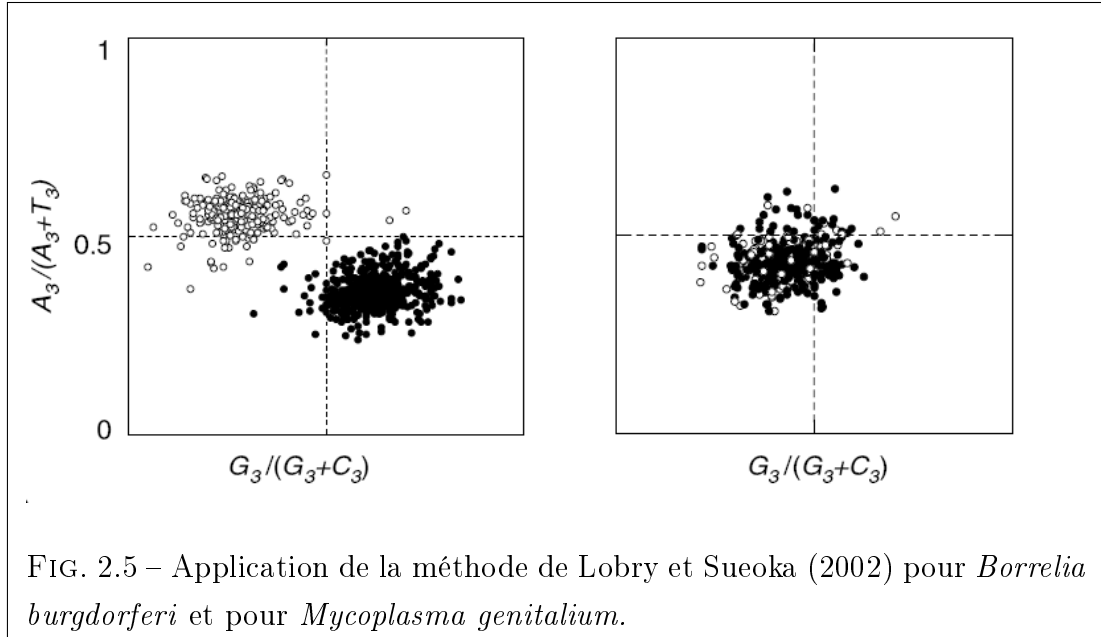 1
A3/(A3+T3)
0.5
0
G3/(G3+C3)
G3/(G3+C3)
FIG. 2.5 – Application de la méthode de Lobry et Sueoka (2002) pour Borrelia
burgdorferi et pour Mycoplasma genitalium.